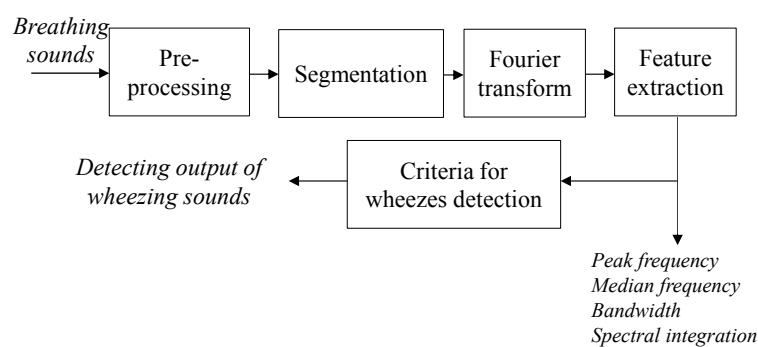 Breathing
sounds
Pre-
processing
Segmentation
Fourier
transform
Feature
extraction
Detecting output of
wheezing sounds
Criteria for
wheezes detection
Peak frequency
Median frequency
Bandwidth
Spectral integration